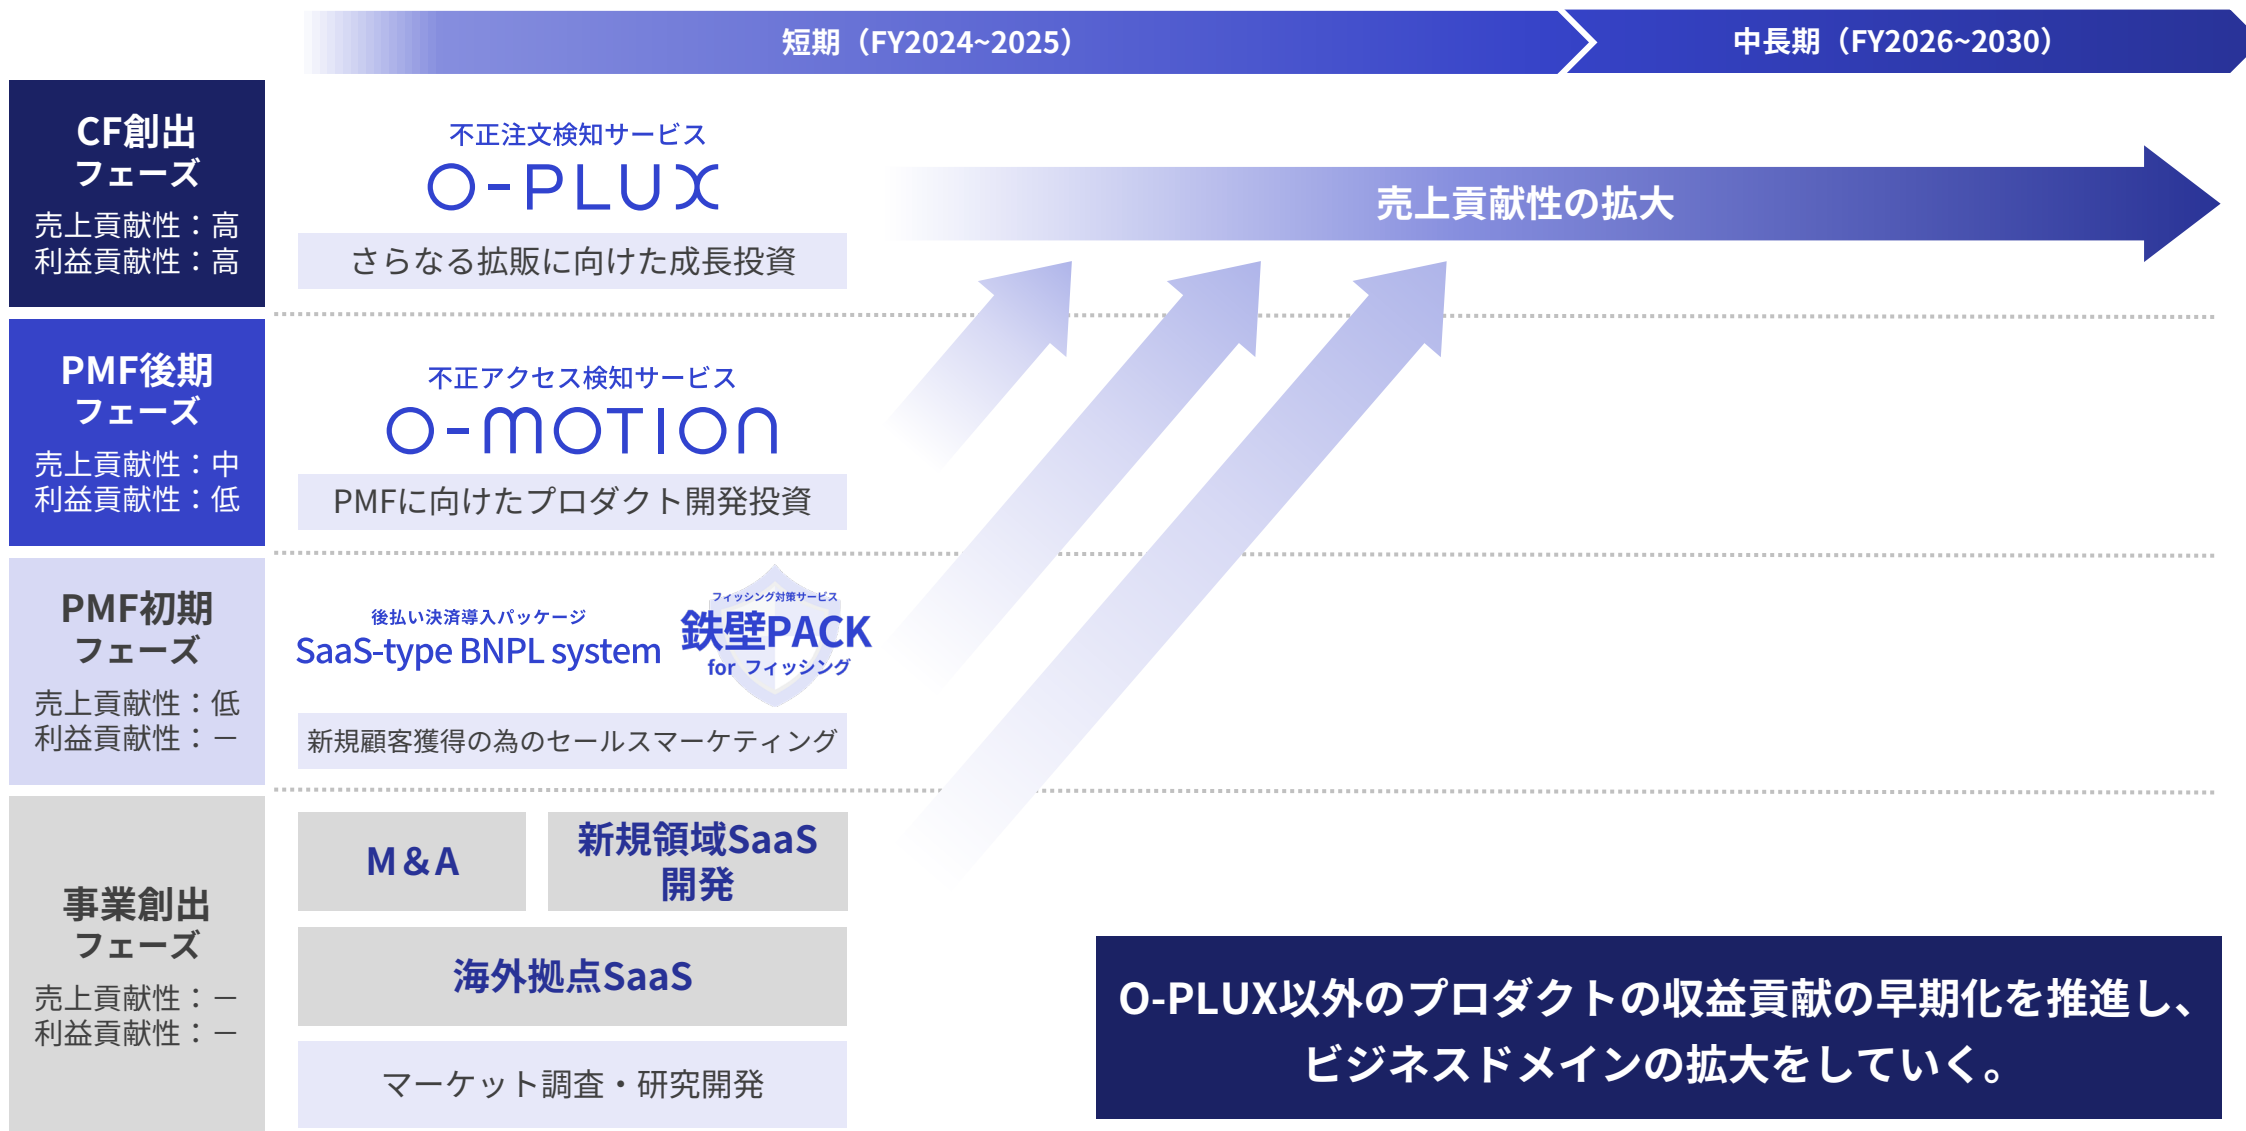 短期（FY2024~2025）
中長期（FY2026~2030）
CF創出
フェーズ
売上貢献性：高
利益貢献性：高
不正注文検知サービス
O-PLUX
さらなる拡販に向けた成長投資
売上貢献性の拡大
PMF後期
フェーズ
売上貢献性：中
利益貢献性：低
不正アクセス検知サービス
O-MOTION
PMFに向けたプロダクト開発投資
PMF初期
フェーズ
売上貢献性：低
利益貢献性：－
後払い決済導入パッケージ
SaaS-type BNPL system
フィッシング対策サービス
鉄壁PACK
for フィッシング
新規顧客獲得の為のセールスマーケティング
事業創出
フェーズ
売上貢献性：－
利益貢献性：－
M＆A
新規領域SaaS
開発
海外拠点SaaS
マーケット調査・研究開発
O-PLUX以外のプロダクトの収益貢献の早期化を推進し、
ビジネスドメインの拡大をしていく。